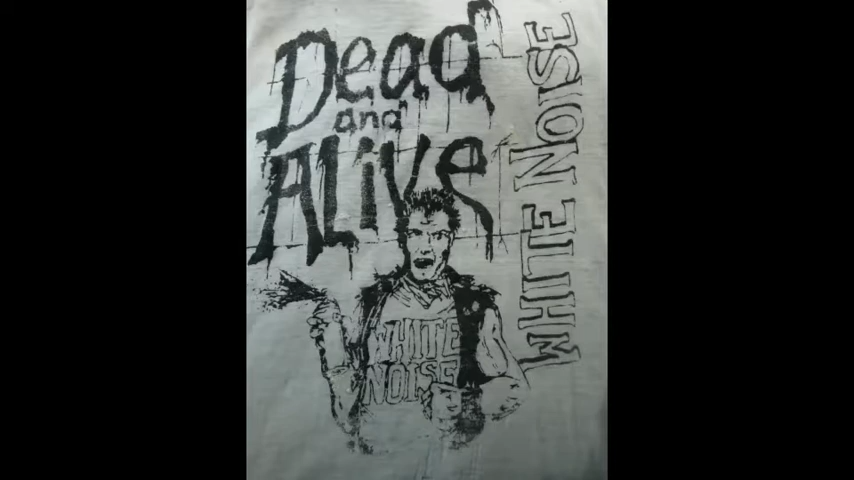 Dead
and
ALivE
WHITE
NOISE
WHITE NOISE